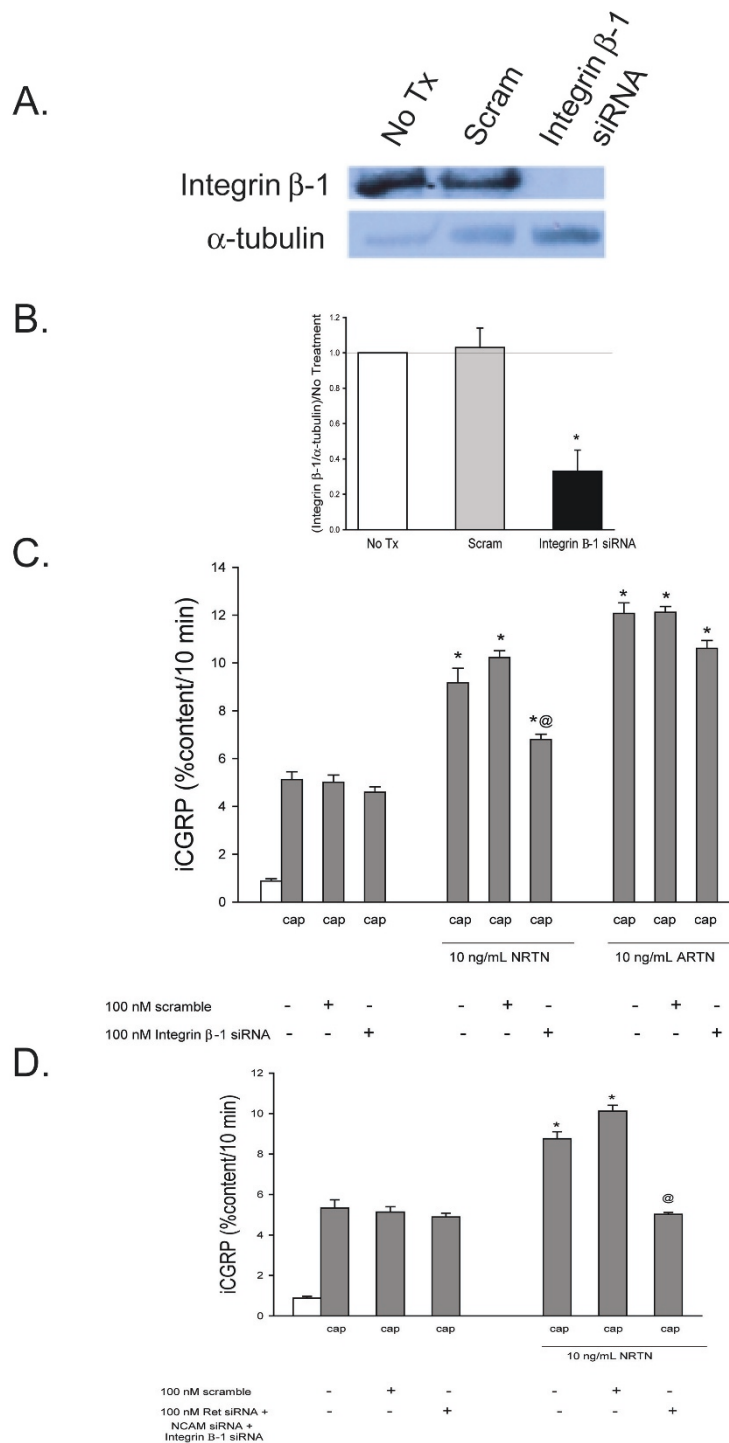 A.
No Tx
Scram
Integrin β-1
siRNA
Integrin β-1
α-tubulin
B.
(Integrin β-1/α-tubulin)/No Treatment
1.2
1.0
0.8
0.6
0.4
0.2
0.0
*
No Tx Scram Integrin B-1 siRNA
C.
iCGRP (%content/10 min)
14
12
10
8
6
4
2
0
* * *@ * * *
cap cap cap cap cap cap cap cap cap
10 ng/mL NRTN 10 ng/mL ARTN
100 nM scramble - + - - + - - + -
100 nM Integrin β-1 siRNA - - + - - + - - +
D.
iCGRP (%content/10 min)
12
10
8
6
4
2
0
* * @
cap cap cap cap cap cap
10 ng/mL NRTN
100 nM scramble - + - - + -
100 nM Ret siRNA + - - + - - +
NCAM siRNA +
Integrin B-1 siRNA